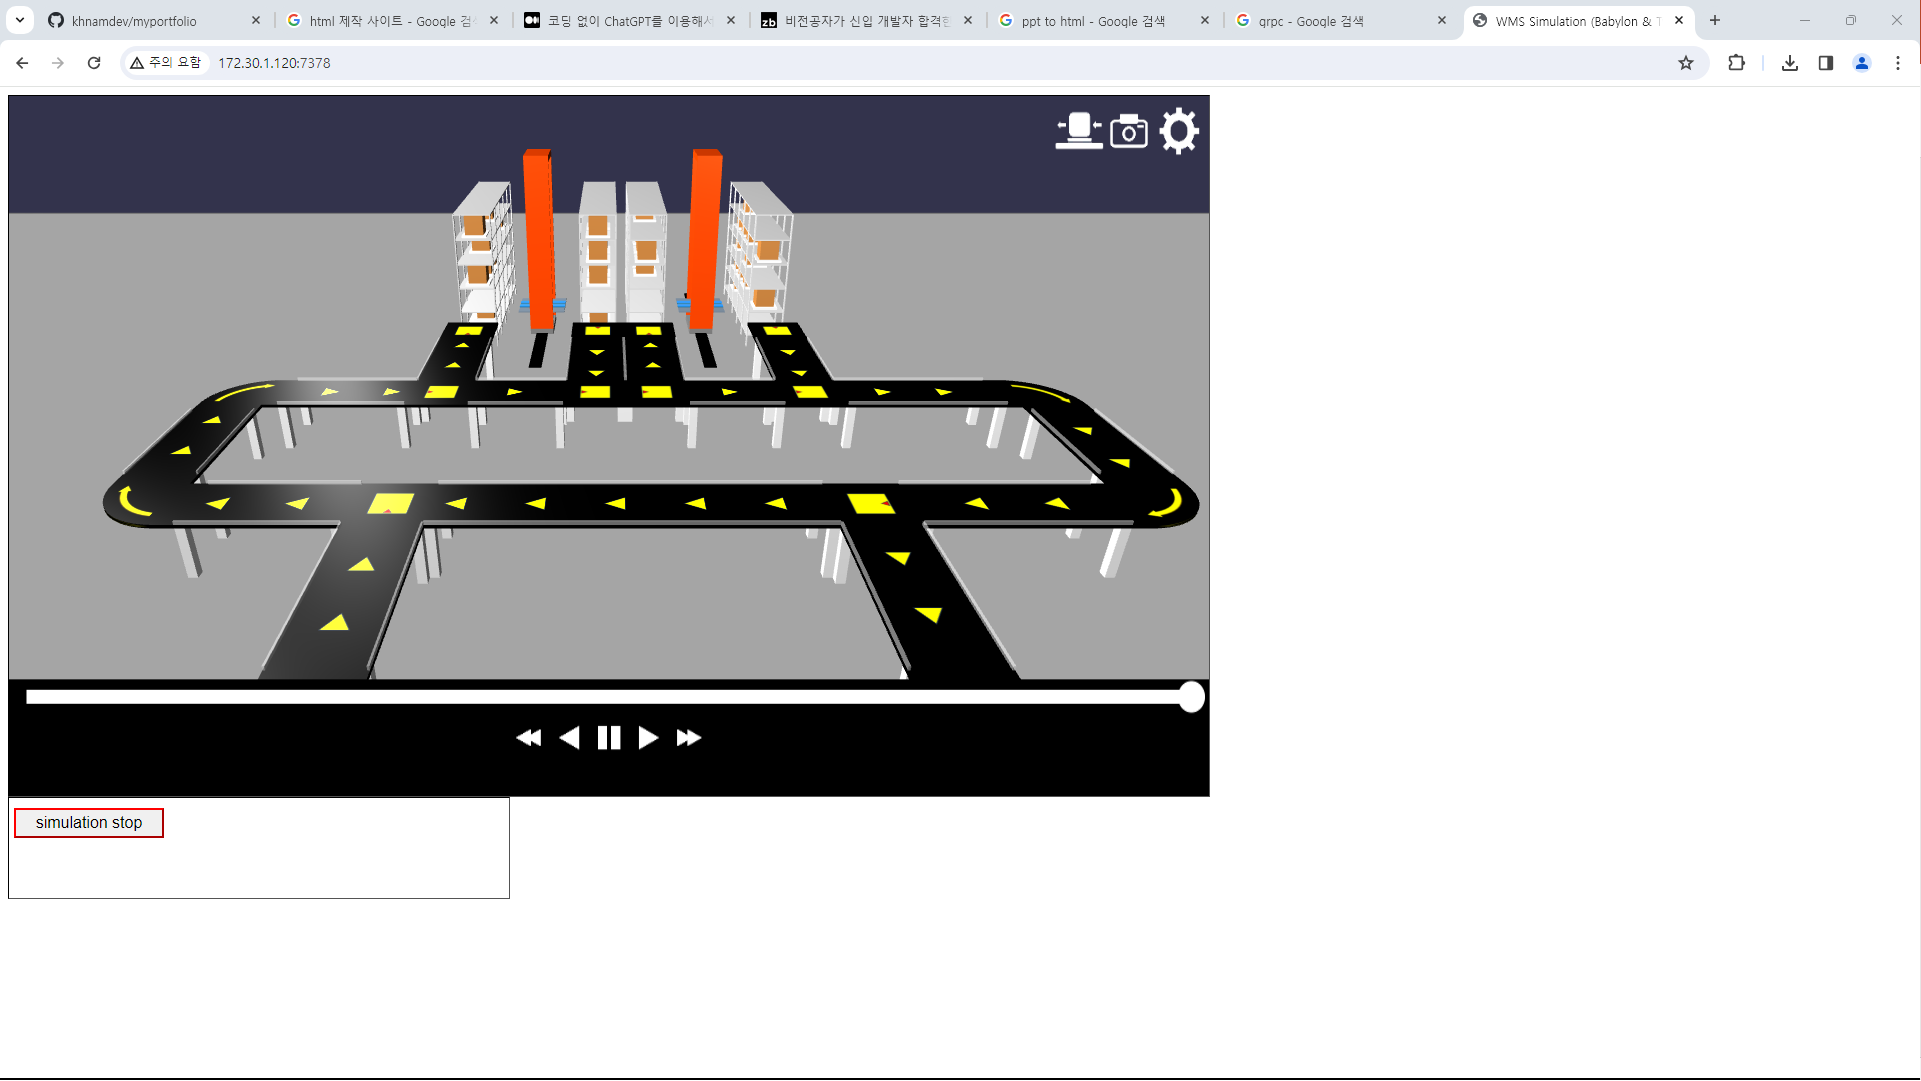 khnamdev/myportfolio
html 제작 사이트 - Google 검
코딩 없이 ChatGPT를 이용해서
비전공자가 신입 개발자 합격한
ppt to html - Google 검색
grpc - Google 검색
WMS Simulation (Babylon & T
주의 요함
172.30.1.120:7378
simulation stop